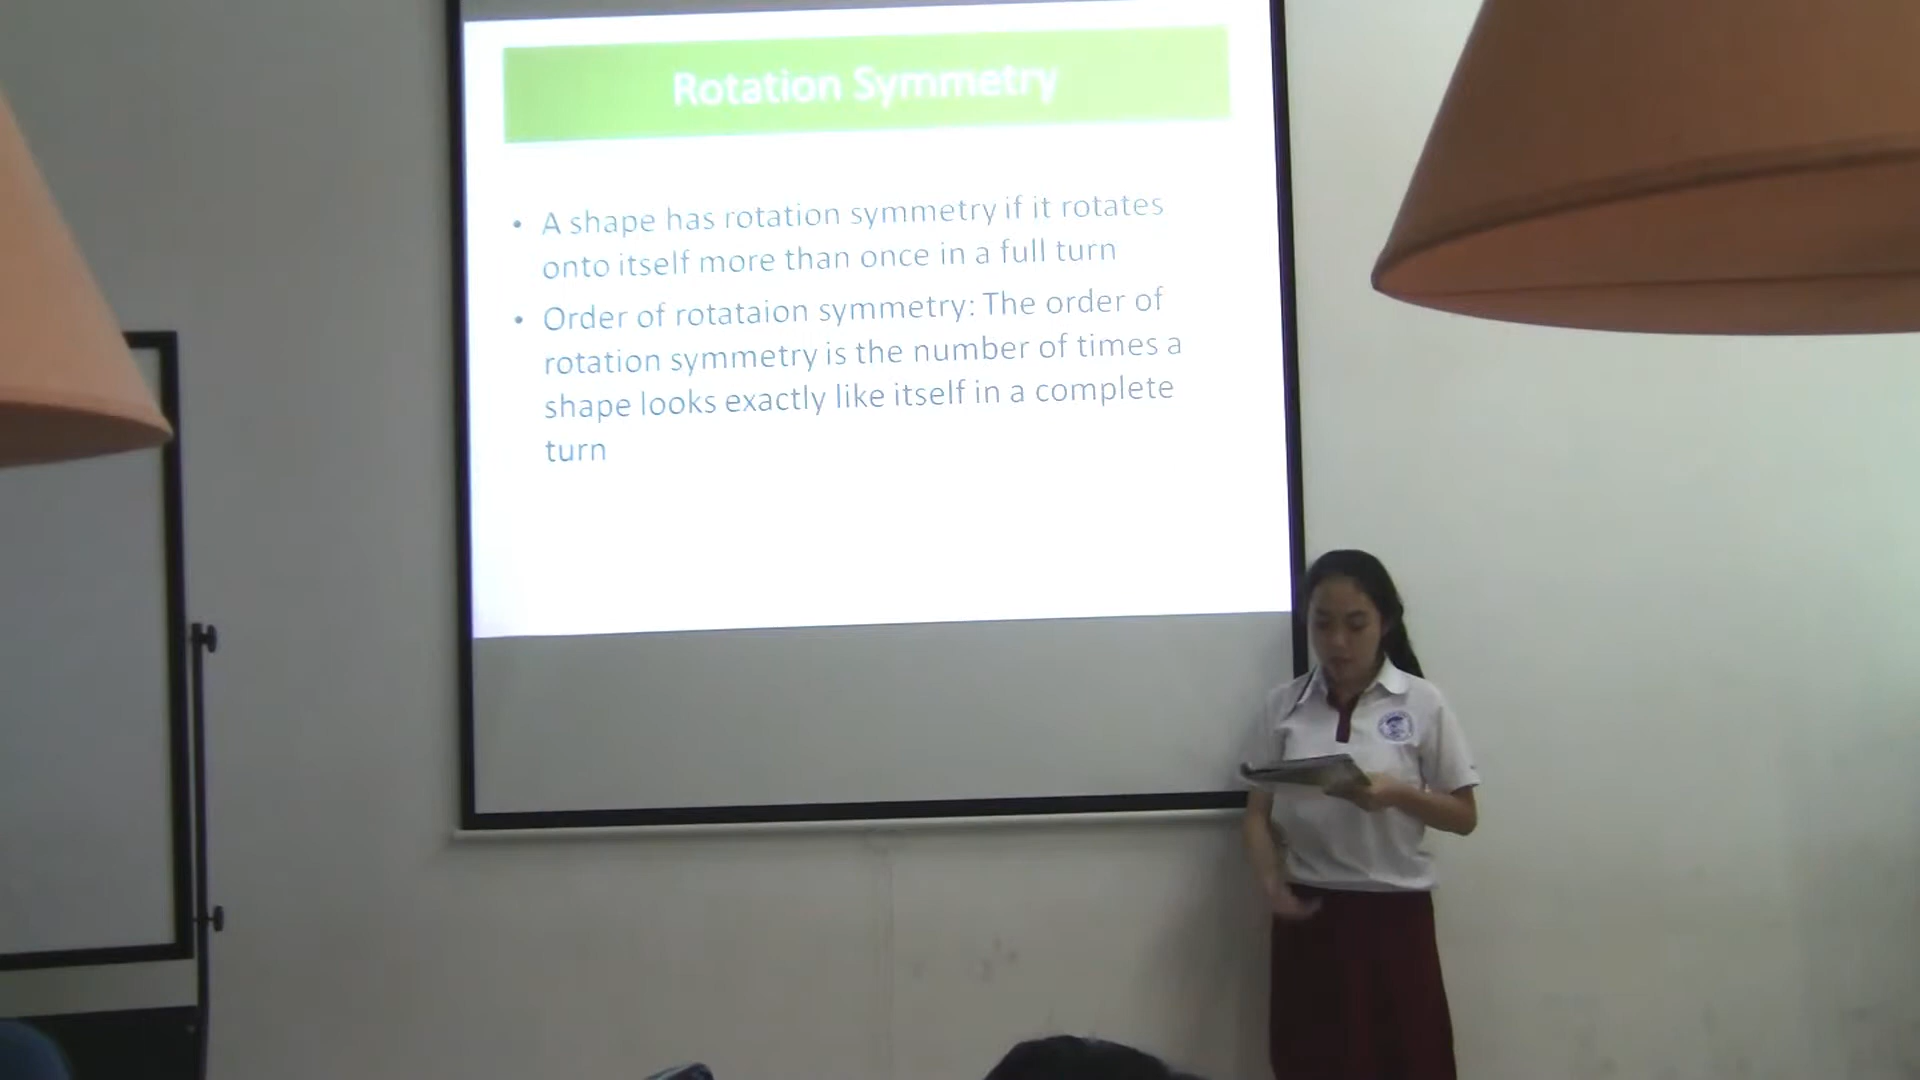 Rotation Symmetry
• A shape has rotation symmetry if it rotates
onto itself more than once in a full turn
• Order of rotataion symmetry: The order of
rotation symmetry is the number of times a
shape looks exactly like itself in a complete
turn